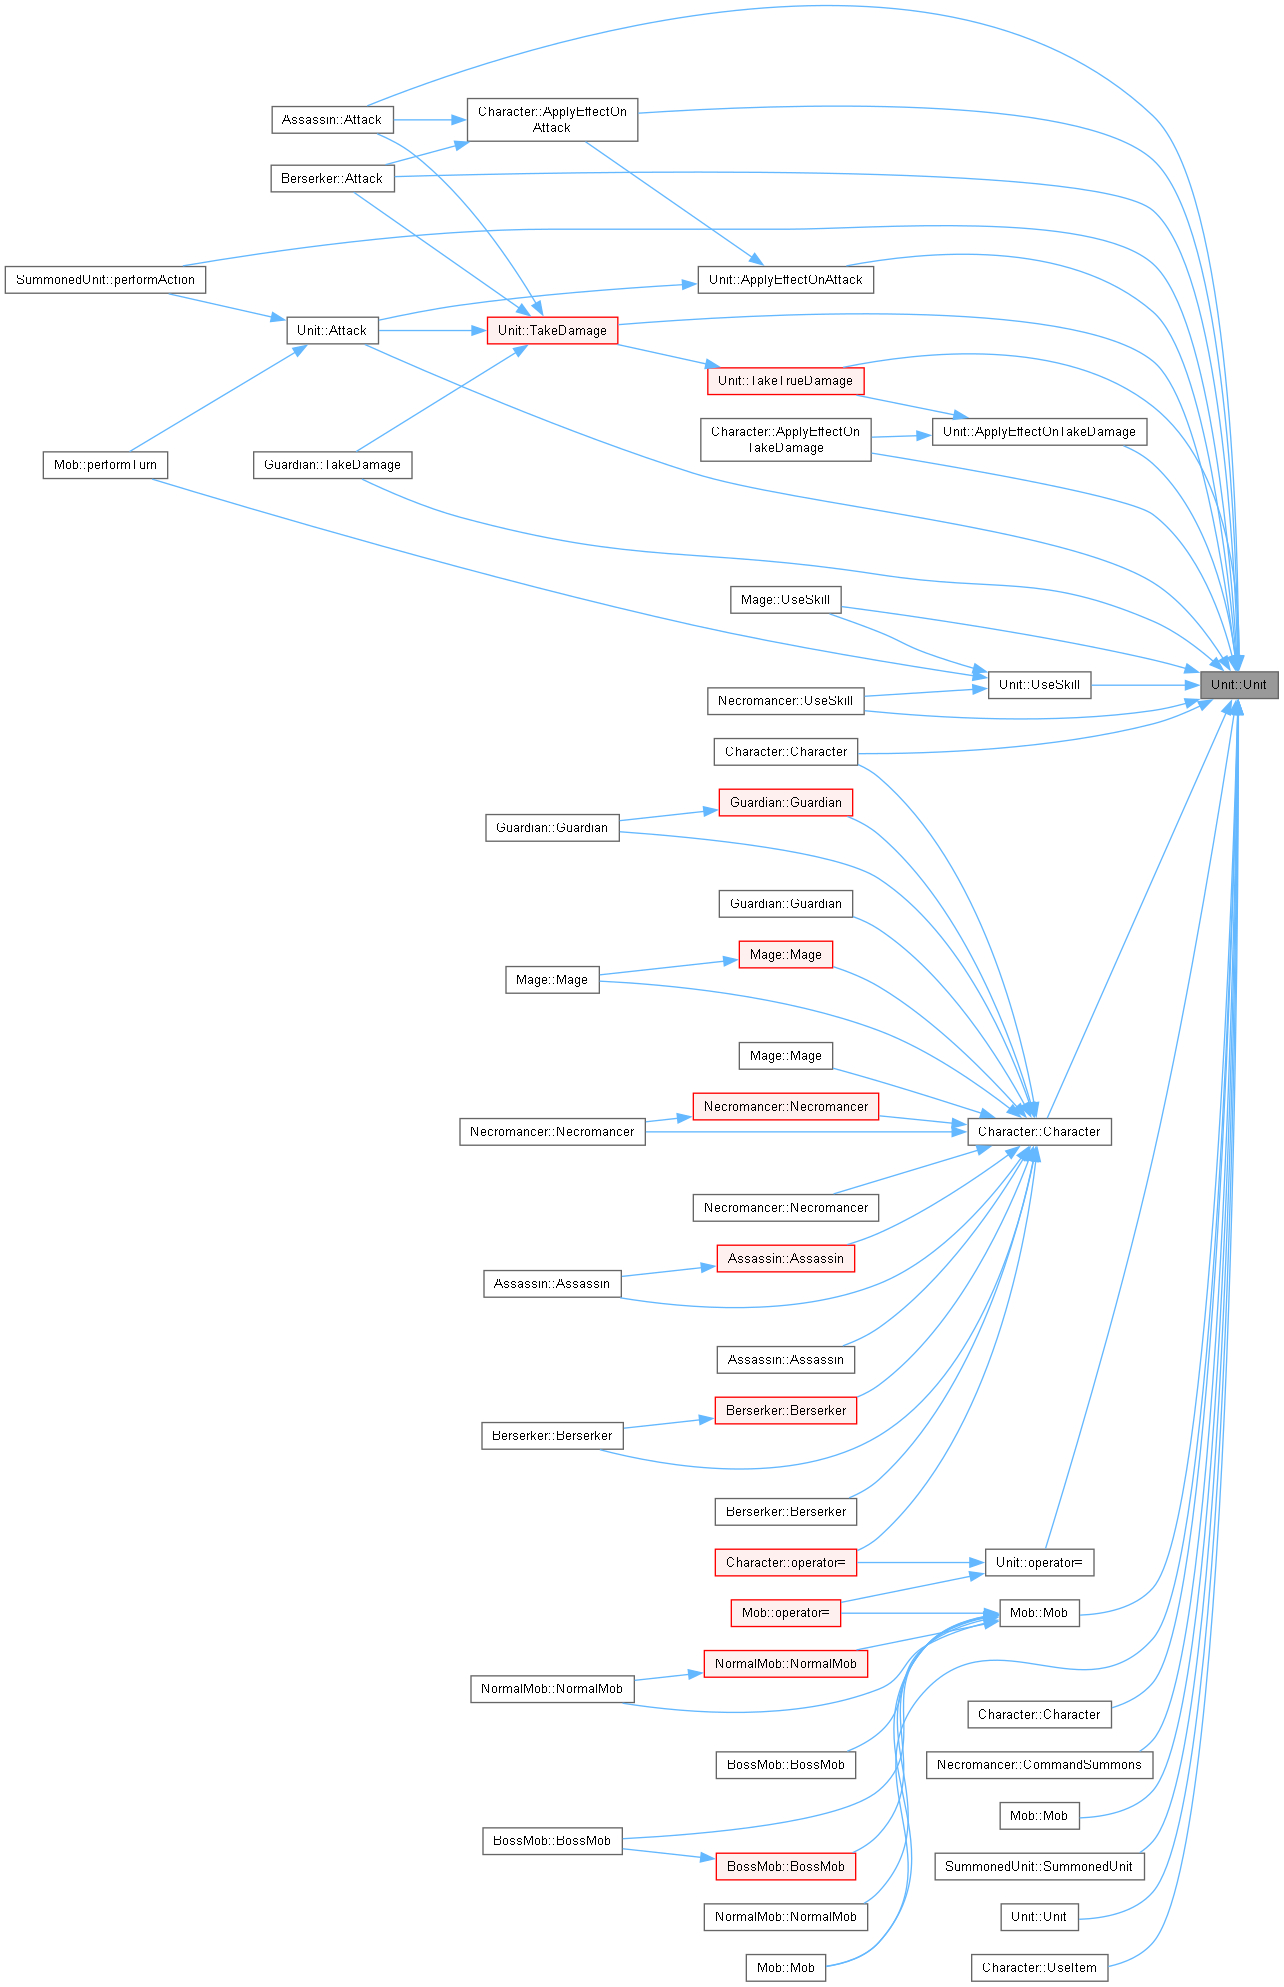 Assassin::Attack
Character::ApplyEffectOn
Attack
Berserker::Attack
SummonedUnit::performAction
Unit::ApplyEffectOnAttack
Unit::Attack
Unit::TakeDamage
Unit::TakeTrueDamage
Character::ApplyEffectOn
TakeDamage
Unit::ApplyEffectOnTakeDamage
Mob::performTurn
Guardian::TakeDamage
Mage::UseSkill
Unit::UseSkill
Unit::Unit
Necromancer::UseSkill
Character::Character
Guardian::Guardian
Guardian::Guardian
Guardian::Guardian
Mage::Mage
Mage::Mage
Mage::Mage
Necromancer::Necromancer
Necromancer::Necromancer
Character::Character
Necromancer::Necromancer
Assassin::Assassin
Assassin::Assassin
Assassin::Assassin
Berserker::Berserker
Berserker::Berserker
Berserker::Berserker
Character::operator=
Unit::operator=
Mob::operator=
Mob::Mob
NormalMob::NormalMob
NormalMob::NormalMob
Character::Character
BossMob::BossMob
Necromancer::CommandSummons
Mob::Mob
BossMob::BossMob
BossMob::BossMob
SummonedUnit::SummonedUnit
NormalMob::NormalMob
Unit::Unit
Mob::Mob
Character::UseItem